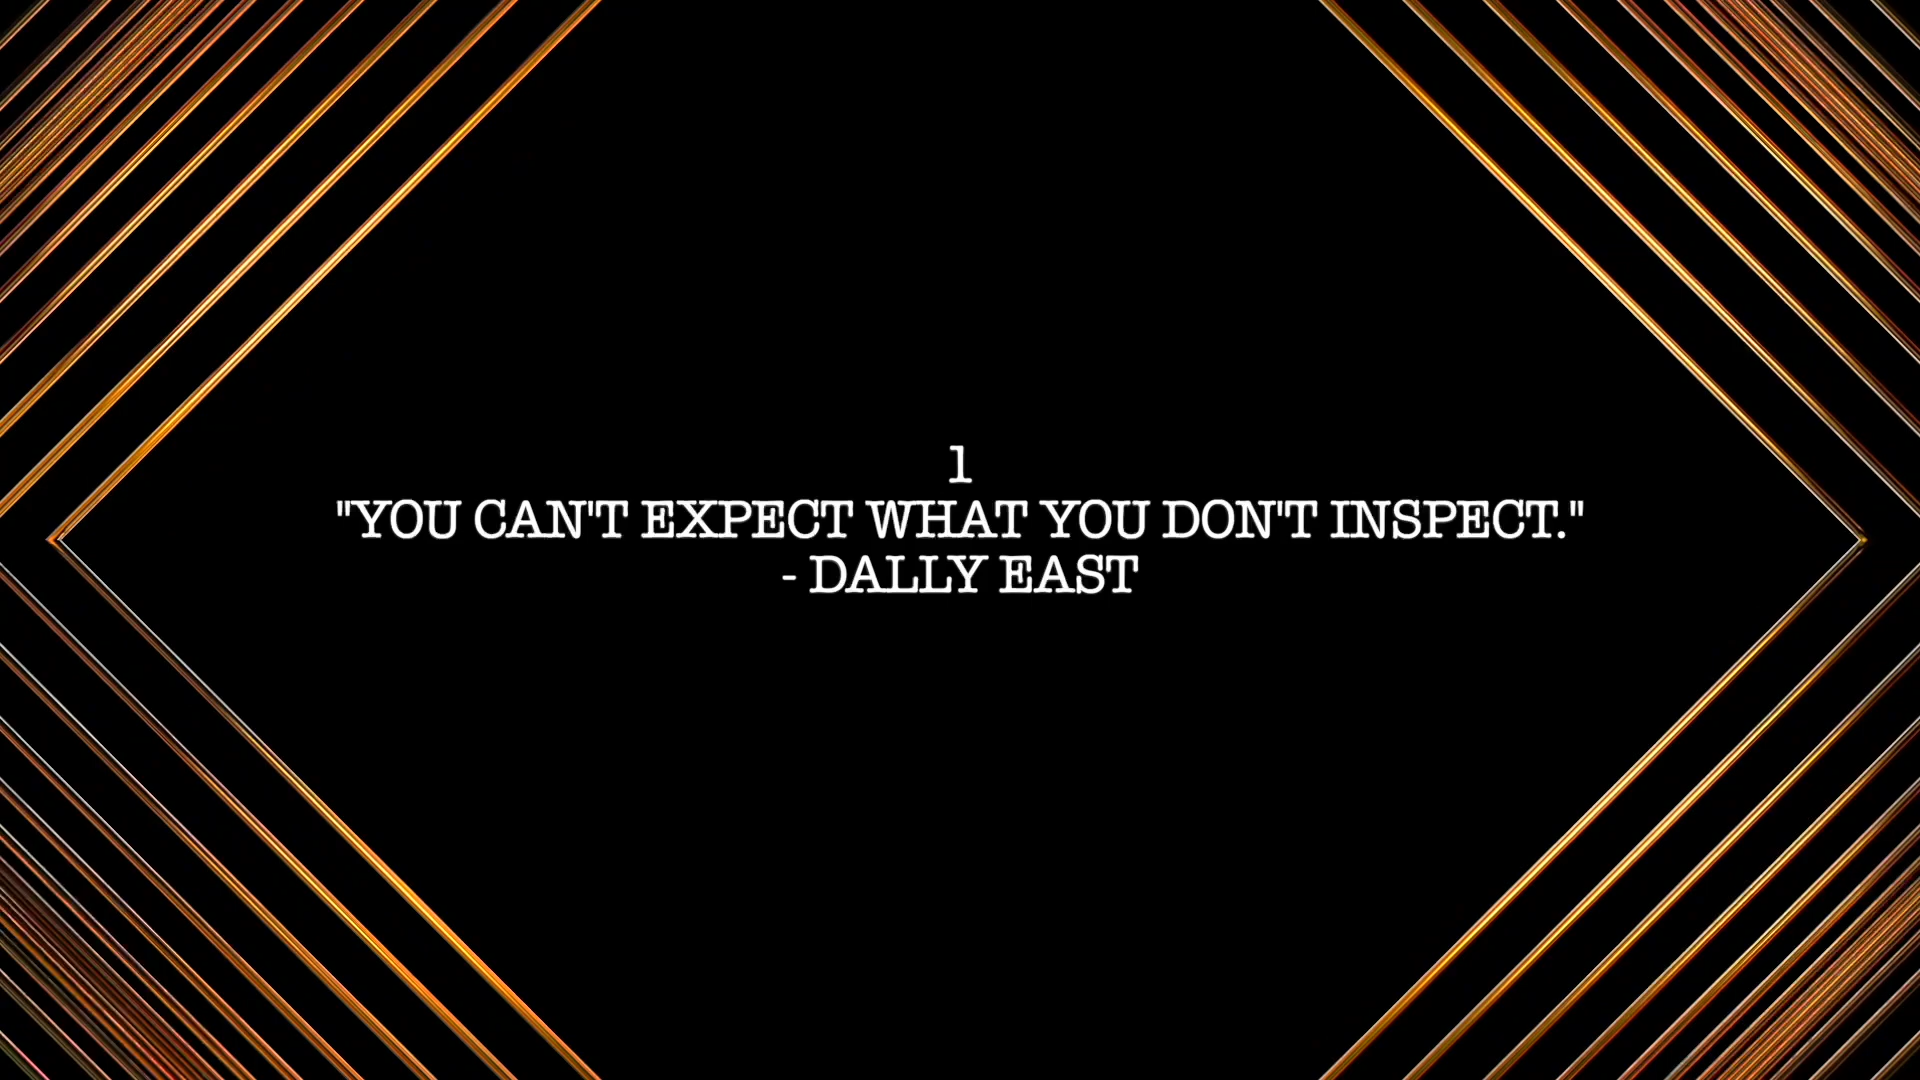 1
"YOU CAN'T EXPECT WHAT YOU DON'T INSPECT."
- DALLY EAST